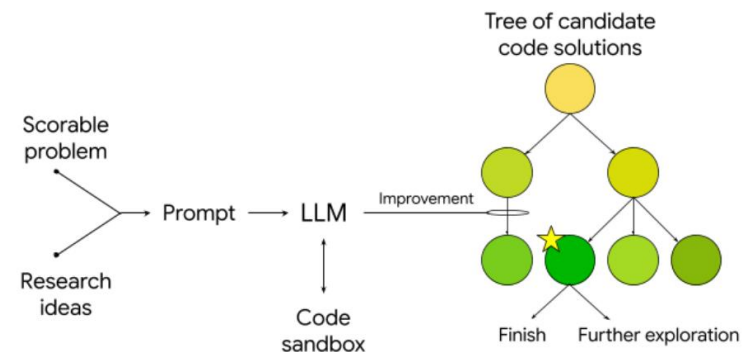 Tree of candidate
code solutions
Scorable
problem
Improvement
Prompt
LLM
Research
ideas
Code
sandbox
Finish
Further exploration